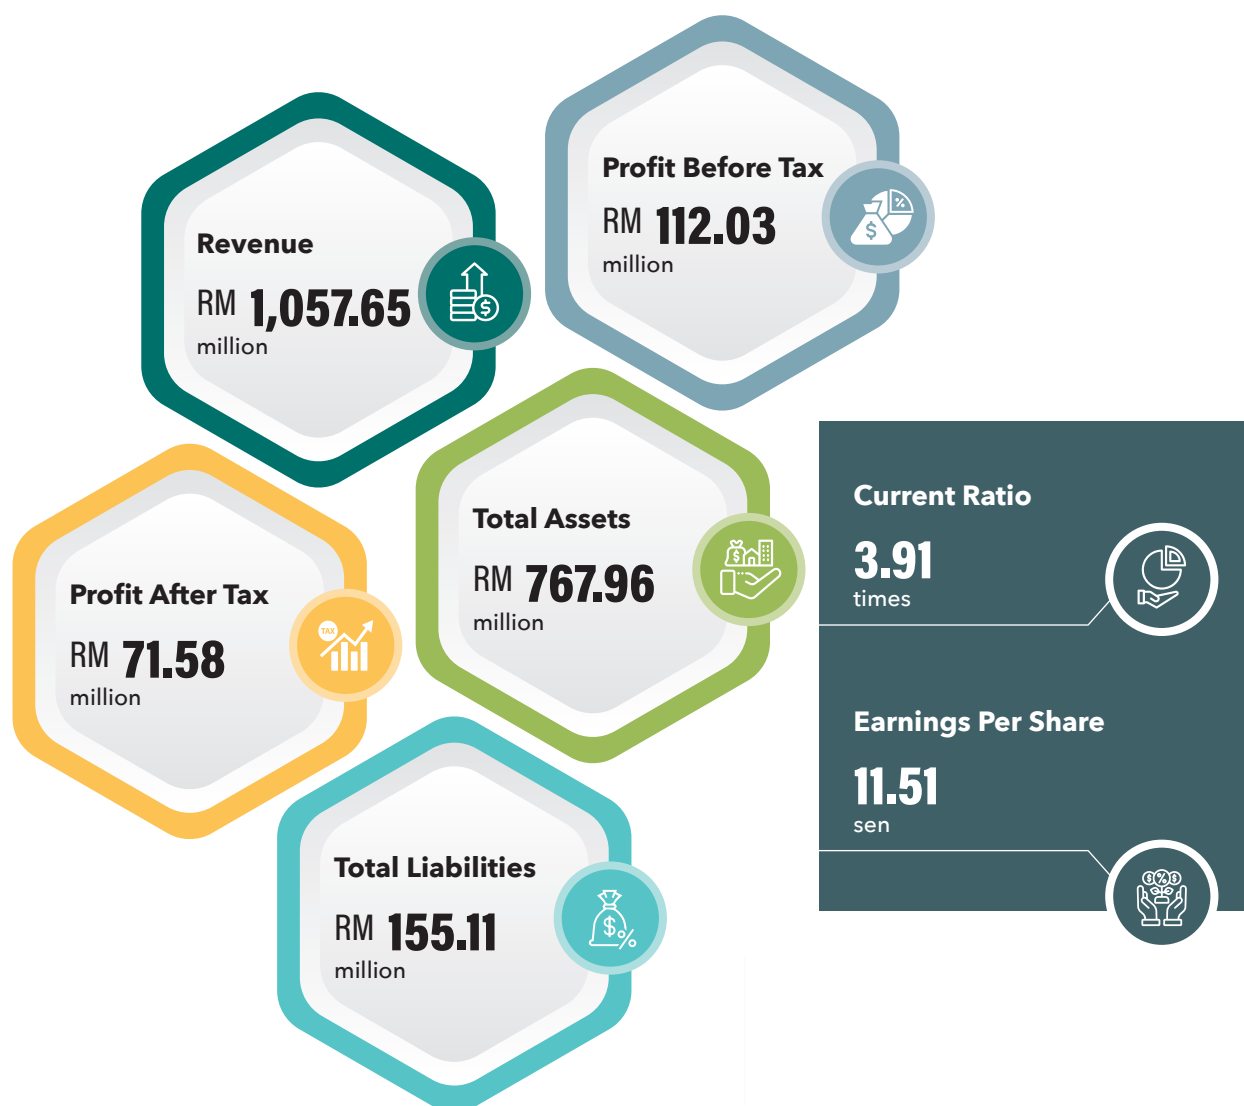 Profit Before Tax
RM 112.03
million
%
$
Revenue
RM 1,057.65
million
$
Total Assets
RM 767.96
million
$
Profit After Tax
RM 71.58
million
TAX
Total Liabilities
RM 155.11
million
$%
Current Ratio
3.91
times
Earnings Per Share
11.51
sen
$%$